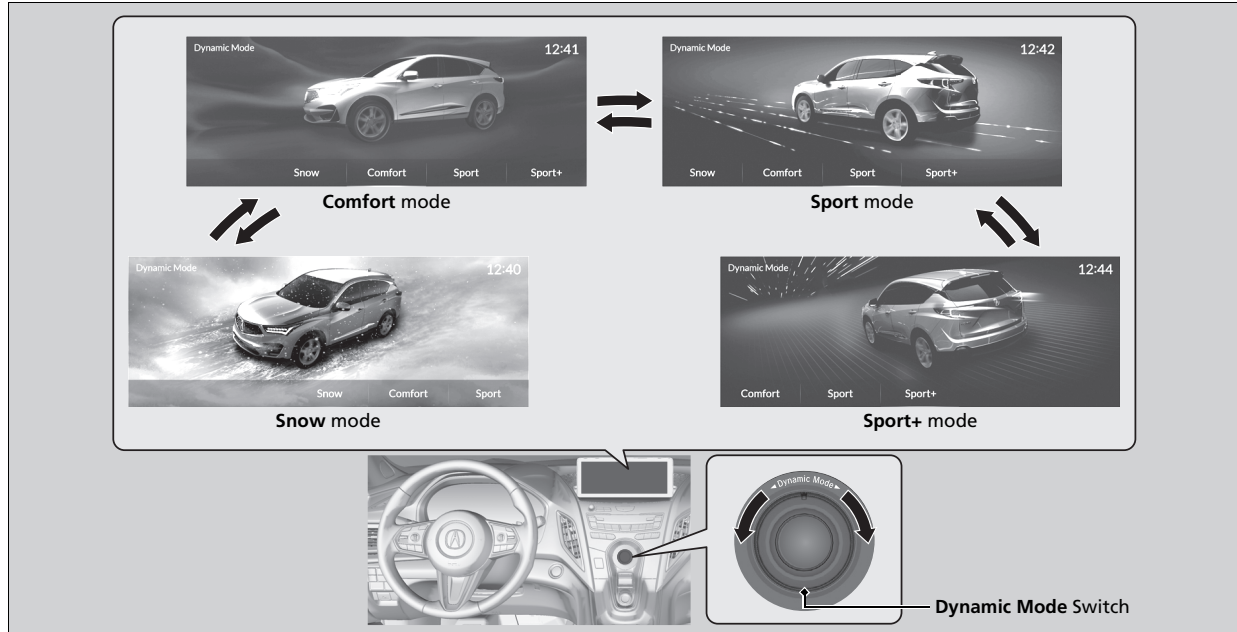 Dynamic Mode 12:41
Snow Comfort Sport Sport+
Comfort mode
Dynamic Mode 12:42
Snow Comfort Sport Sport+
Sport mode
Dynamic Mode 12:40
Snow Comfort Sport
Snow mode
Dynamic Mode 12:44
Comfort Sport Sport+
Sport+ mode
Dynamic Mode
Dynamic Mode Switch